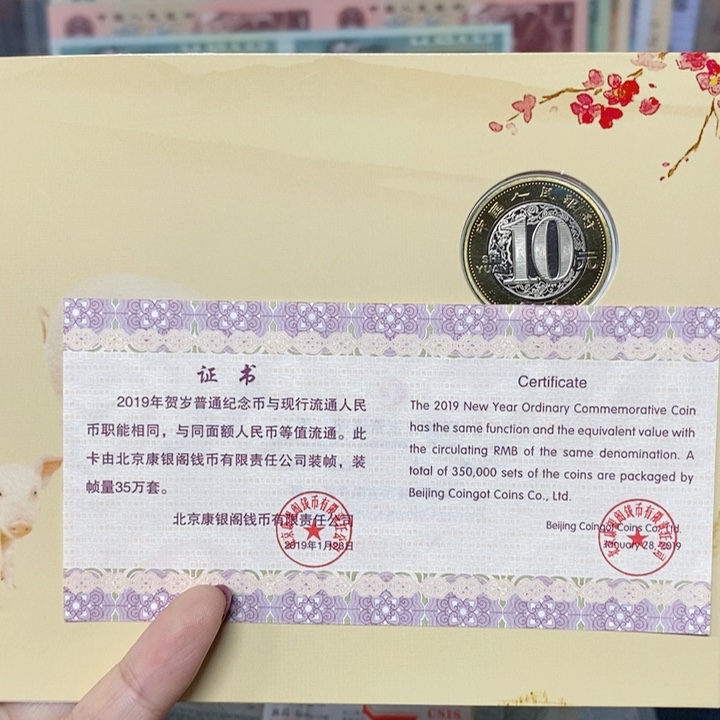 中国人民银行
10
SHI
YUAN
元
证 书
2019年贺岁普通纪念币与现行流通人民
币职能相同，与同面额人民币等值流通。此
卡由北京康银阁钱币有限责任公司装帧，装
帧量35万套。
北京康银阁钱币有限责任公司
2019年1月28日
Certificate
The 2019 New Year Ordinary Commemorative Coin
has the same function and the equivalent value with
the circulating RMB of the same denomination. A
total of 350,000 sets of the coins are packaged by
Beijing Coingot Coins Co., Ltd.
Beijing Coingot Coins Co., Ltd.
January 28, 2019